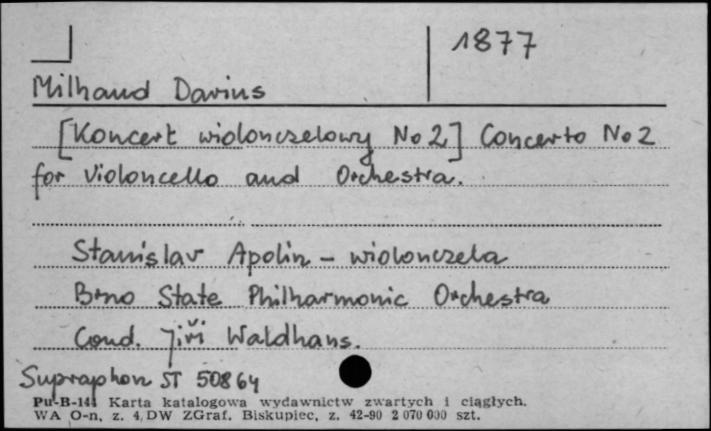 1877
Milhaud Darius
[Koncert wiolonczelowy No 2] Concerto No 2
for Violoncello and Orchestra.
Stanislav Apolin – wiolonczela
Brno State Philharmonic Orchestra
Cond. Jiři Waldhans.
Supraphon ST 50864
Pu-B-141 Karta katalogowa wydawnictw zwartych i ciągłych.
WA O-n, z. 4, DW ZGraf. Biskupiec, z. 42-90 2 070 000 szt.